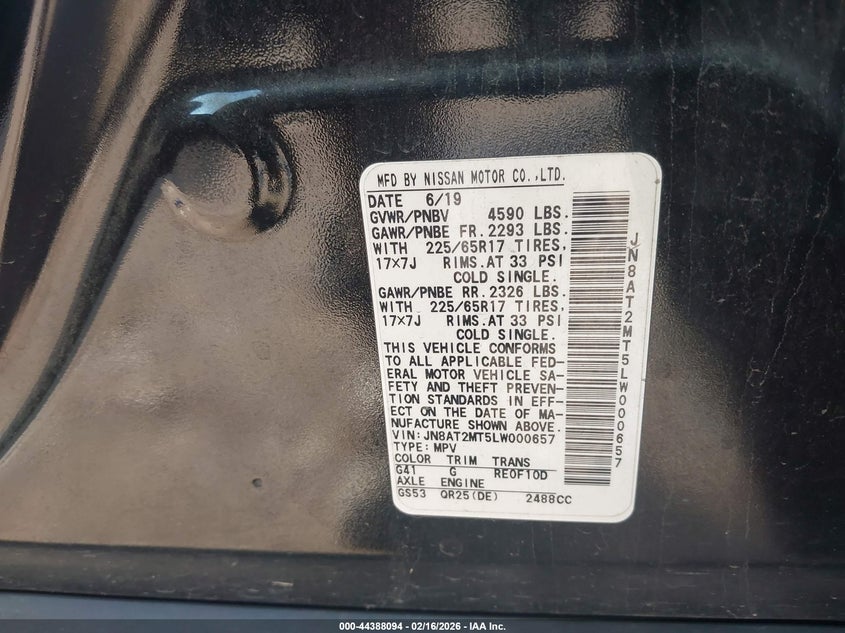 MFD BY NISSAN MOTOR CO.,LTD.
DATE 6/19
GVWR/PNBV 4590 LBS.
GAWR/PNBE FR. 2293 LBS.
WITH 225/65R17 TIRES,
17×7J RIMS.AT 33 PSI
COLD SINGLE.
GAWR/PNBE RR. 2326 LBS.
WITH 225/65R17 TIRES,
17×7J RIMS.AT 33 PSI
COLD SINGLE.
THIS VEHICLE CONFORMS
TO ALL APPLICABLE FED-
ERAL MOTOR VEHICLE SA-
FETY AND THEFT PREVEN-
TION STANDARDS IN EFF-
ECT ON THE DATE OF MA-
NUFACTURE SHOWN ABOVE.
VIN: JN8AT2MT5LW000657
TYPE: MPV
COLOR TRIM TRANS
G41 G RE0F10D
AXLE ENGINE
GS53 QR25(DE) 2488CC
JN8AT2MT5LW000657
000-44388094 — 02/16/2026 — IAA Inc.